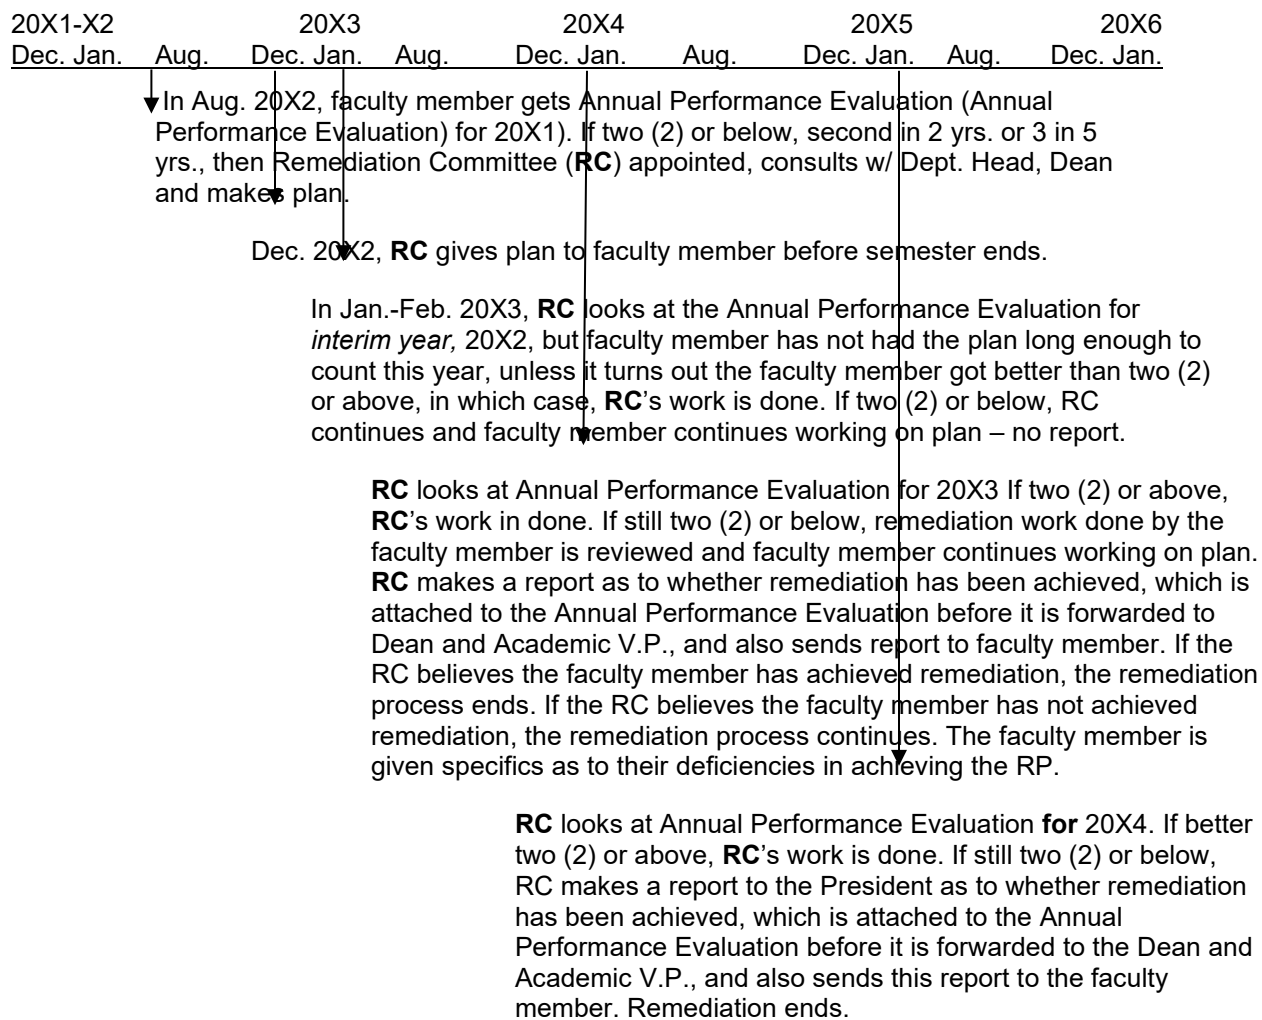 20X1-X2 20X3 20X4 20X5 20X6
Dec. Jan. Aug. Dec. Jan. Aug. Dec. Jan. Aug. Dec. Jan. Aug. Dec. Jan.
In Aug. 20X2, faculty member gets Annual Performance Evaluation (Annual
Performance Evaluation) for 20X1). If two (2) or below, second in 2 yrs. or 3 in 5
yrs., then Remediation Committee (RC) appointed, consults w/ Dept. Head, Dean
and makes plan.
Dec. 20X2, RC gives plan to faculty member before semester ends.
In Jan.-Feb. 20X3, RC looks at the Annual Performance Evaluation for
interim year, 20X2, but faculty member has not had the plan long enough to
count this year, unless it turns out the faculty member got better than two (2)
or above, in which case, RC's work is done. If two (2) or below, RC
continues and faculty member continues working on plan – no report.
RC looks at Annual Performance Evaluation for 20X3 If two (2) or above,
RC's work in done. If still two (2) or below, remediation work done by the
faculty member is reviewed and faculty member continues working on plan.
RC makes a report as to whether remediation has been achieved, which is
attached to the Annual Performance Evaluation before it is forwarded to
Dean and Academic V.P., and also sends report to faculty member. If the
RC believes the faculty member has achieved remediation, the remediation
process ends. If the RC believes the faculty member has not achieved
remediation, the remediation process continues. The faculty member is
given specifics as to their deficiencies in achieving the RP.
RC looks at Annual Performance Evaluation for 20X4. If better
two (2) or above, RC's work is done. If still two (2) or below,
RC makes a report to the President as to whether remediation
has been achieved, which is attached to the Annual
Performance Evaluation before it is forwarded to the Dean and
Academic V.P., and also sends this report to the faculty
member. Remediation ends.